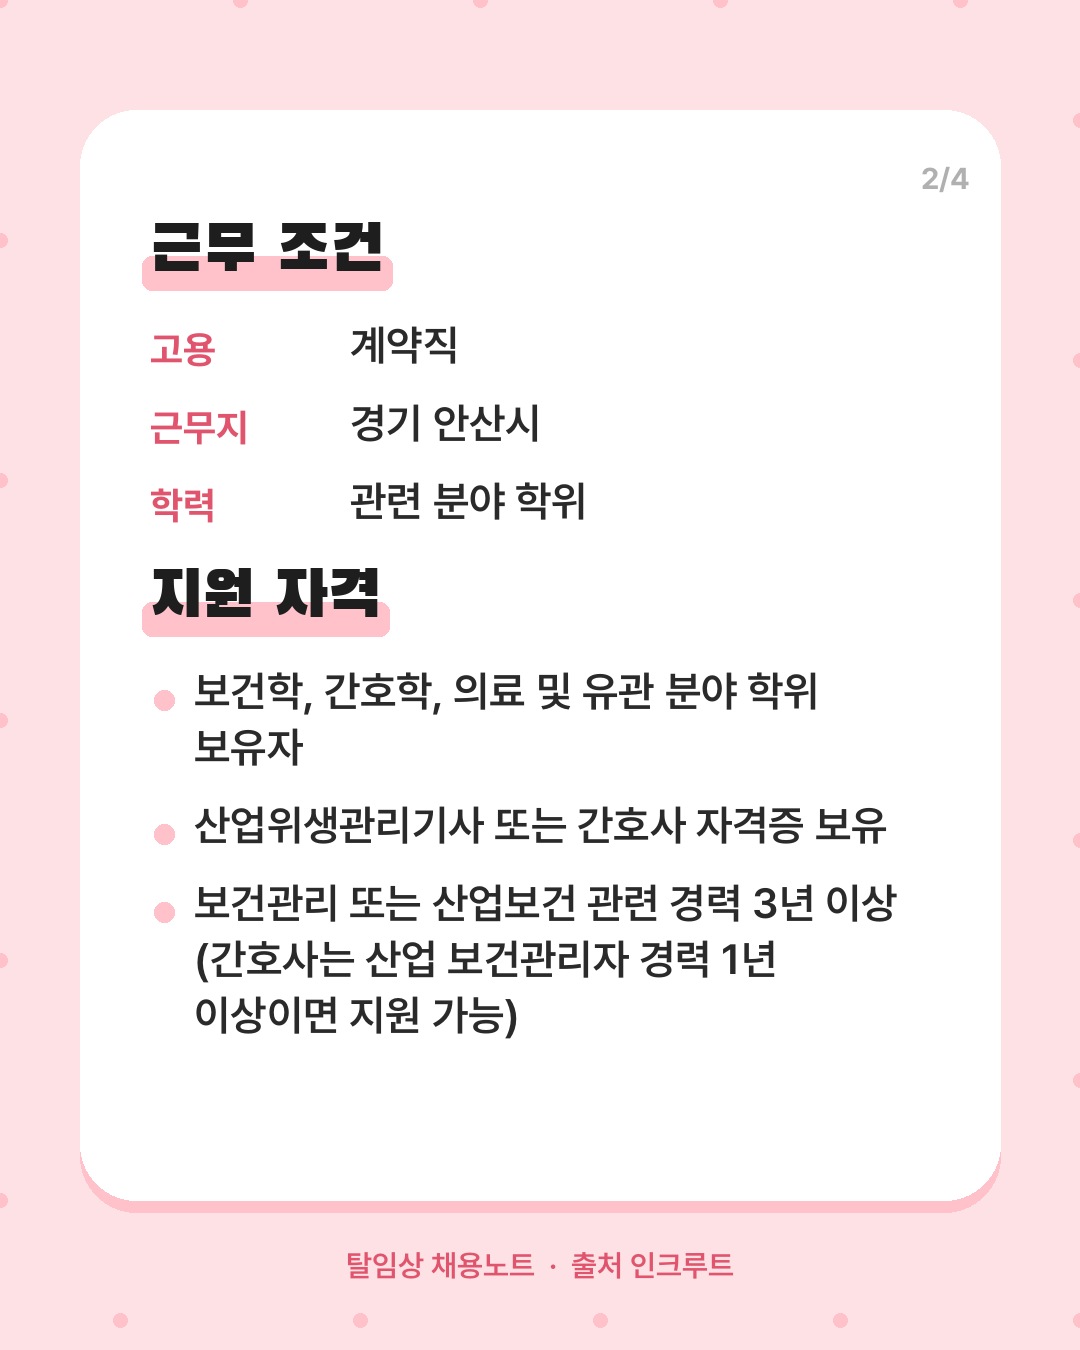 2/4
근무 조건
고용 계약직
근무지 경기 안산시
학력 관련 분야 학위
지원 자격
보건학, 간호학, 의료 및 유관 분야 학위
보유자
산업위생관리기사 또는 간호사 자격증 보유
보건관리 또는 산업보건 관련 경력 3년 이상
(간호사는 산업 보건관리자 경력 1년
이상이면 지원 가능)
탈임상 채용노트 · 출처 인크루트